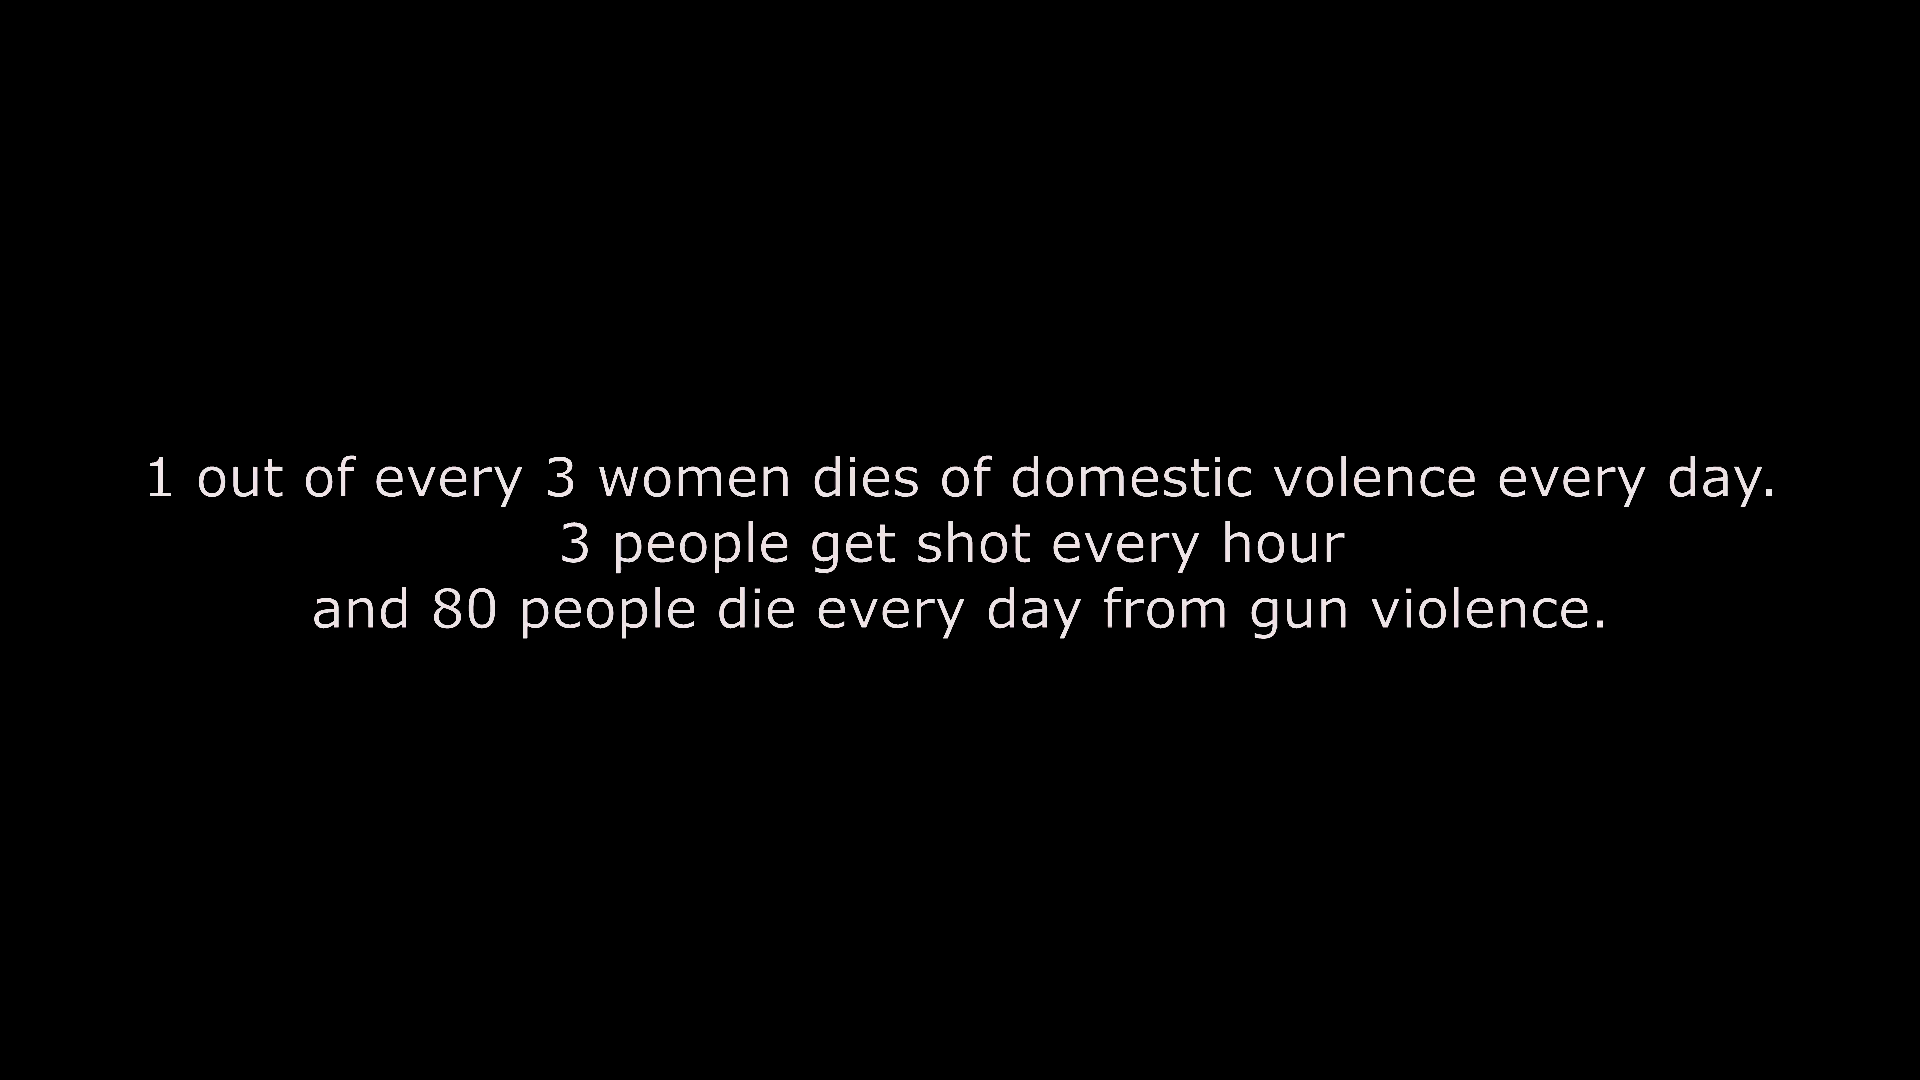 1 out of every 3 women dies of domestic volence every day.
3 people get shot every hour
and 80 people die every day from gun violence.